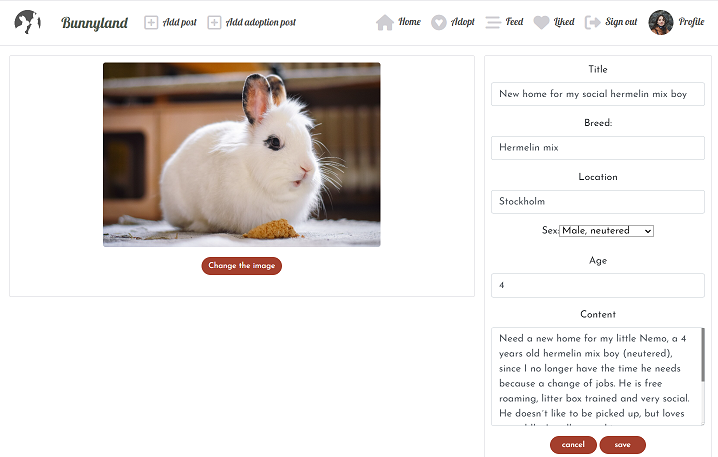 Bunnyland
Add post
Add adoption post
Home
Adopt
Feed
Liked
Sign out
Profile
Change the image
Title
New home for my social hermelin mix boy
Breed:
Hermelin mix
Location
Stockholm
Sex: Male, neutered
Age
4
Content
Need a new home for my little Nemo, a 4
years old hermelin mix boy (neutered),
since I no longer have the time he needs
because a change of jobs. He is free
roaming, litter box trained and very social.
He doesn´t like to be picked up, but loves
cancel
save